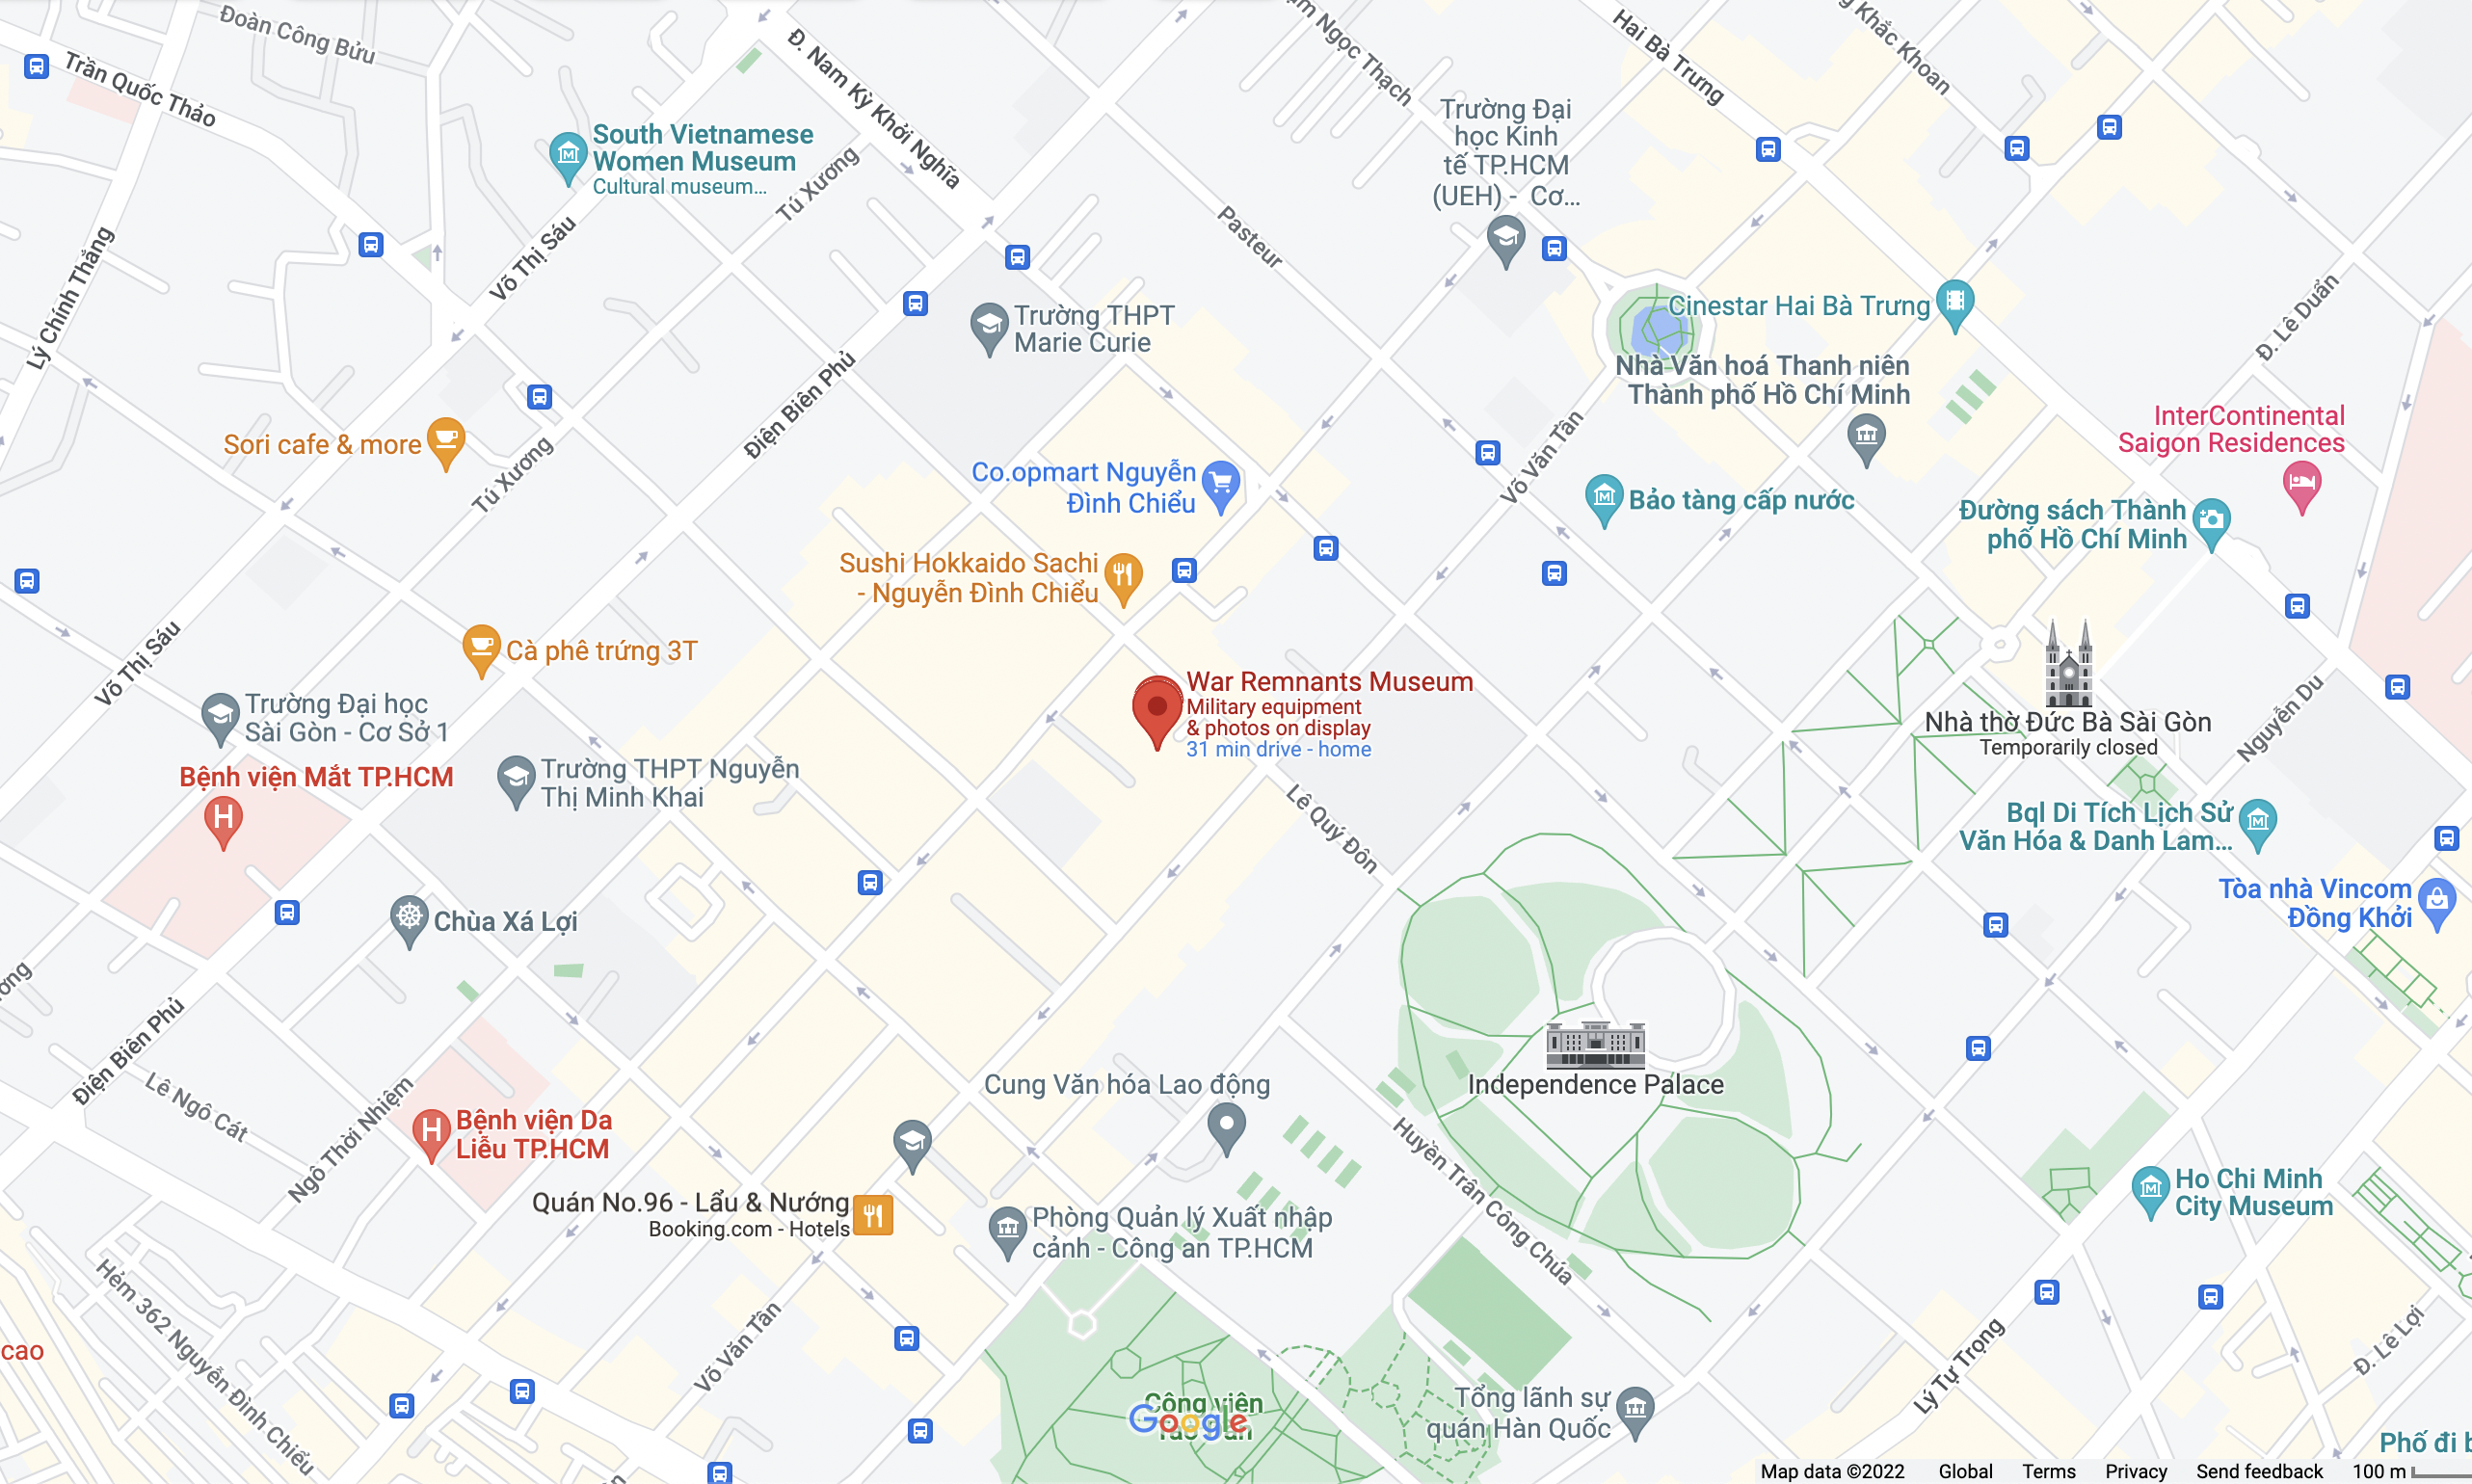 Đoàn Công Bửu
Trần Quốc Thảo
Đ. Nam Kỳ Khởi Nghĩa
Ngọc Thạch
Hai Bà Trưng
Khắc Khoan
South Vietnamese
Women Museum
Cultural museum...
Tú Xương
Trường Đại
học Kinh
tế TP.HCM
(UEH) - Cơ...
Lý Chính Thắng
Võ Thị Sáu
Pasteur
Trường THPT
Marie Curie
Cinestar Hai Bà Trưng
Đ. Lê Duẩn
Nhà Văn hoá Thanh niên
Thành phố Hồ Chí Minh
Điện Biên Phủ
InterContinental
Saigon Residences
Sori cafe & more
Tú Xương
Co.opmart Nguyễn
Đình Chiểu
Võ Văn Tần
Bảo tàng cấp nước
Đường sách Thành
phố Hồ Chí Minh
Sushi Hokkaido Sachi
- Nguyễn Đình Chiểu
Võ Thị Sáu
Cà phê trứng 3T
War Remnants Museum
Military equipment
& photos on display
31 min drive - home
Nhà thờ Đức Bà Sài Gòn
Temporarily closed
Nguyễn Du
Trường Đại học
Sài Gòn - Cơ Sở 1
Bệnh viện Mắt TP.HCM
Trường THPT Nguyễn
Thị Minh Khai
Lê Quý Đôn
Bql Di Tích Lịch Sử
Văn Hóa & Danh Lam...
Tòa nhà Vincom
Đồng Khởi
Chùa Xá Lợi
Điện Biên Phủ
Lê Ngô Cát
Ngô Thời Nhiệm
Bệnh viện Da
Liễu TP.HCM
Cung Văn hóa Lao động
Independence Palace
Huyền Trân Công Chúa
Ho Chi Minh
City Museum
Quán No.96 - Lẩu & Nướng
Booking.com - Hotels
Phòng Quản lý Xuất nhập
cảnh - Công an TP.HCM
Hẻm 362 Nguyễn Đình Chiểu
cao
Võ Văn Tần
Lý Tự Trọng
Đ. Lê Lợi
Công viên
Google
Tổng lãnh sự
quán Hàn Quốc
Phố đi b
Map data ©2022 Global Terms Privacy Send feedback 100 m